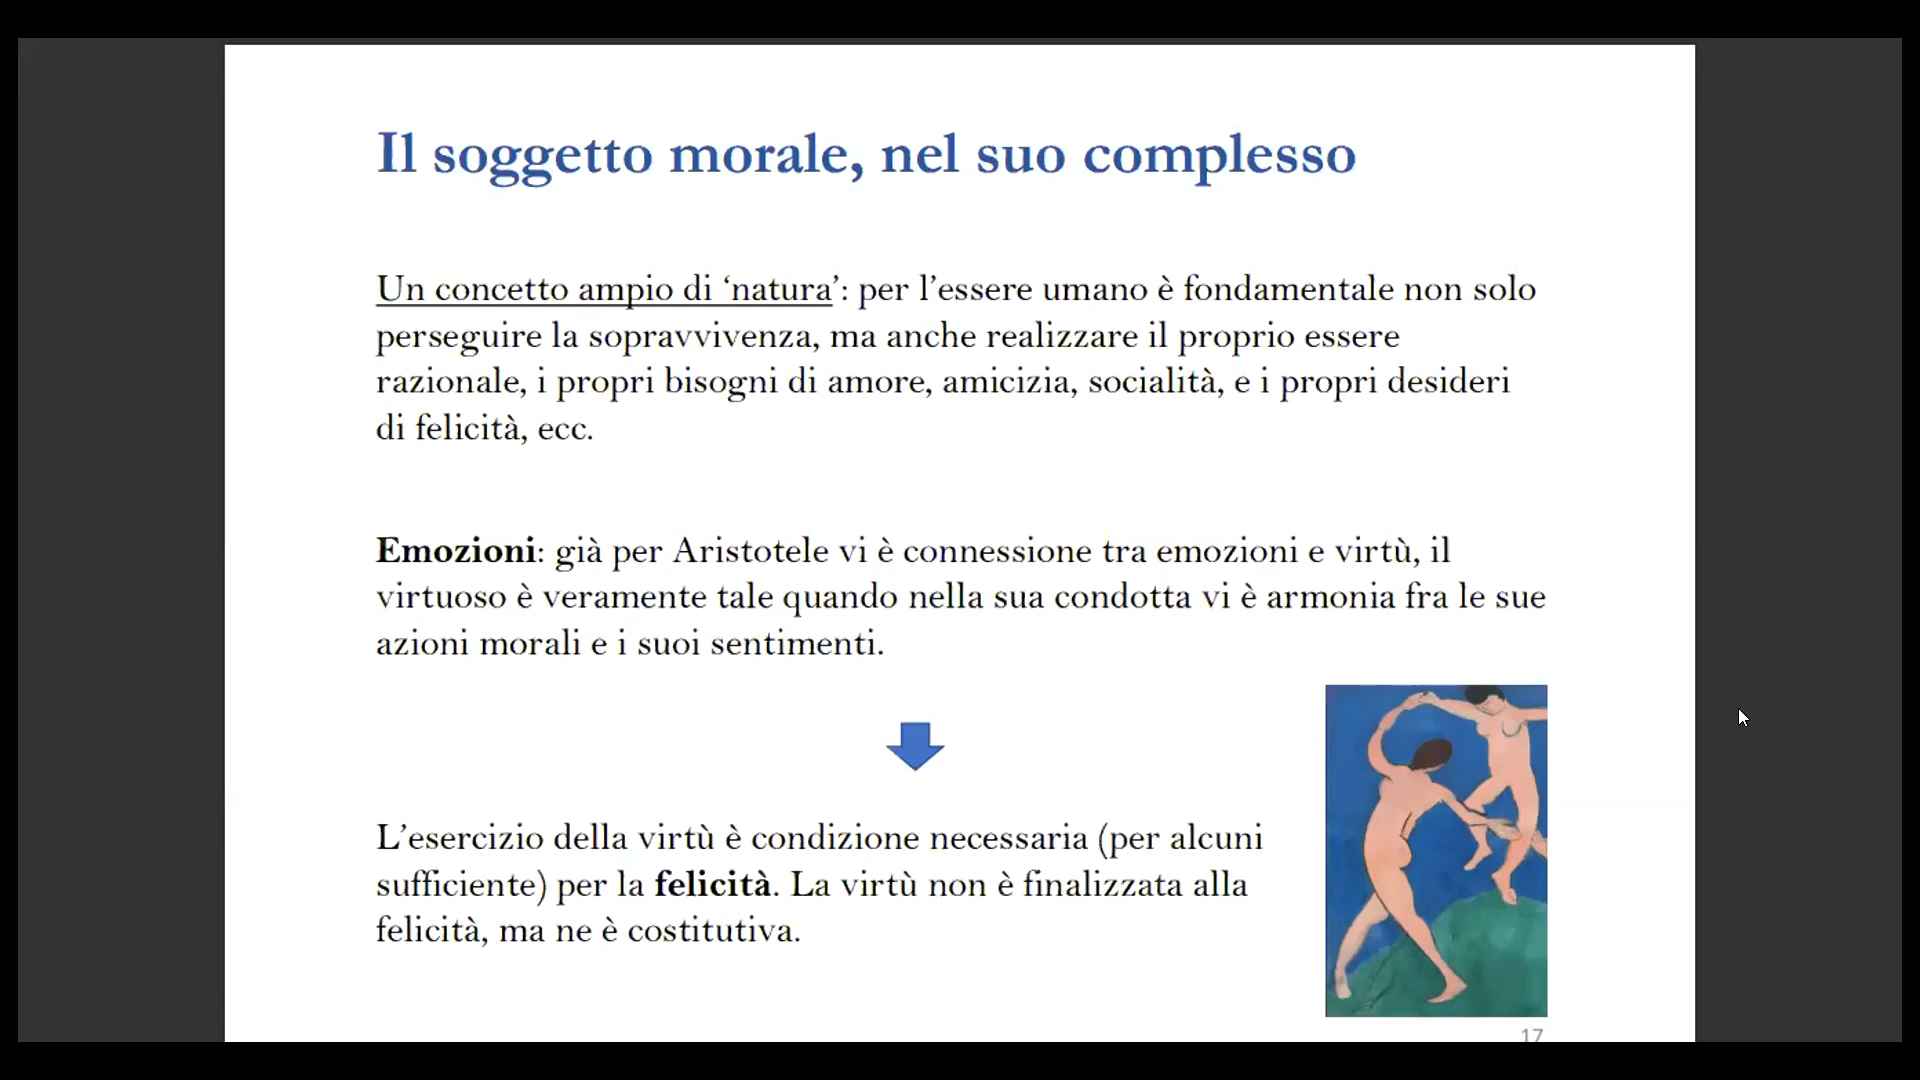 Il soggetto morale, nel suo complesso
Un concetto ampio di ‘natura’: per l’essere umano è fondamentale non solo
perseguire la sopravvivenza, ma anche realizzare il proprio essere
razionale, i propri bisogni di amore, amicizia, socialità, e i propri desideri
di felicità, ecc.
Emozioni: già per Aristotele vi è connessione tra emozioni e virtù, il
virtuoso è veramente tale quando nella sua condotta vi è armonia fra le sue
azioni morali e i suoi sentimenti.
L’esercizio della virtù è condizione necessaria (per alcuni
sufficiente) per la felicità. La virtù non è finalizzata alla
felicità, ma ne è costitutiva.
17